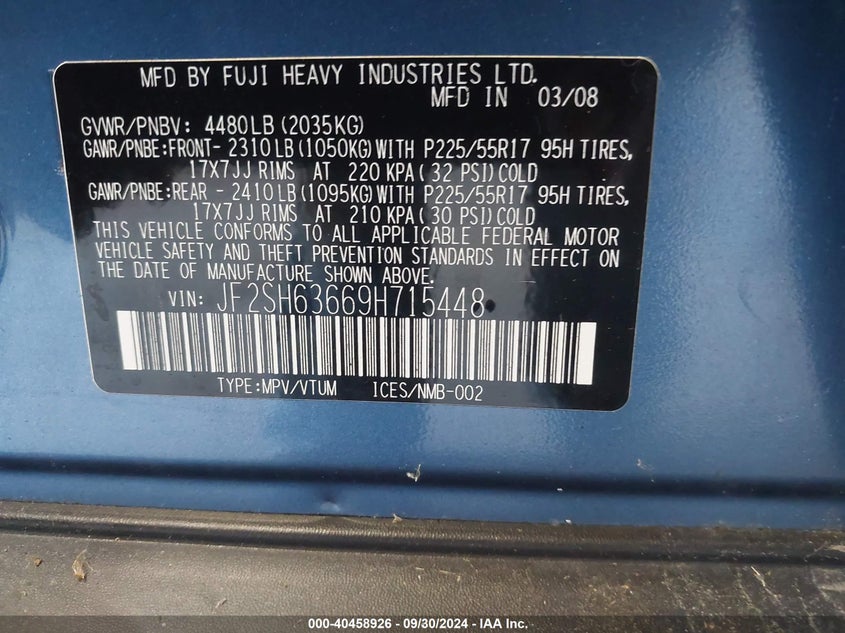 MFD BY FUJI HEAVY INDUSTRIES LTD.
MFD IN 03/08
GVWR/PNBV: 4480LB(2035KG)
GAWR/PNBE:FRONT- 2310LB(1050KG)WITH P225/55R17 95H TIRES,
17X7JJ RIMS AT 220 KPA( 32 PSI)COLD
GAWR/PNBE:REAR - 2410LB(1095KG)WITH P225/55R17 95H TIRES,
17X7JJ RIMS AT 210 KPA( 30 PSI)COLD
THIS VEHICLE CONFORMS TO ALL APPLICABLE FEDERAL MOTOR
VEHICLE SAFETY AND THEFT PREVENTION STANDARDS IN EFFECT ON
THE DATE OF MANUFACTURE SHOWN ABOVE.
VIN: JF2SH63669H715448
TYPE:MPV/VTUM ICES/NMB-002
000-40458926 - 09/30/2024 - IAA Inc.